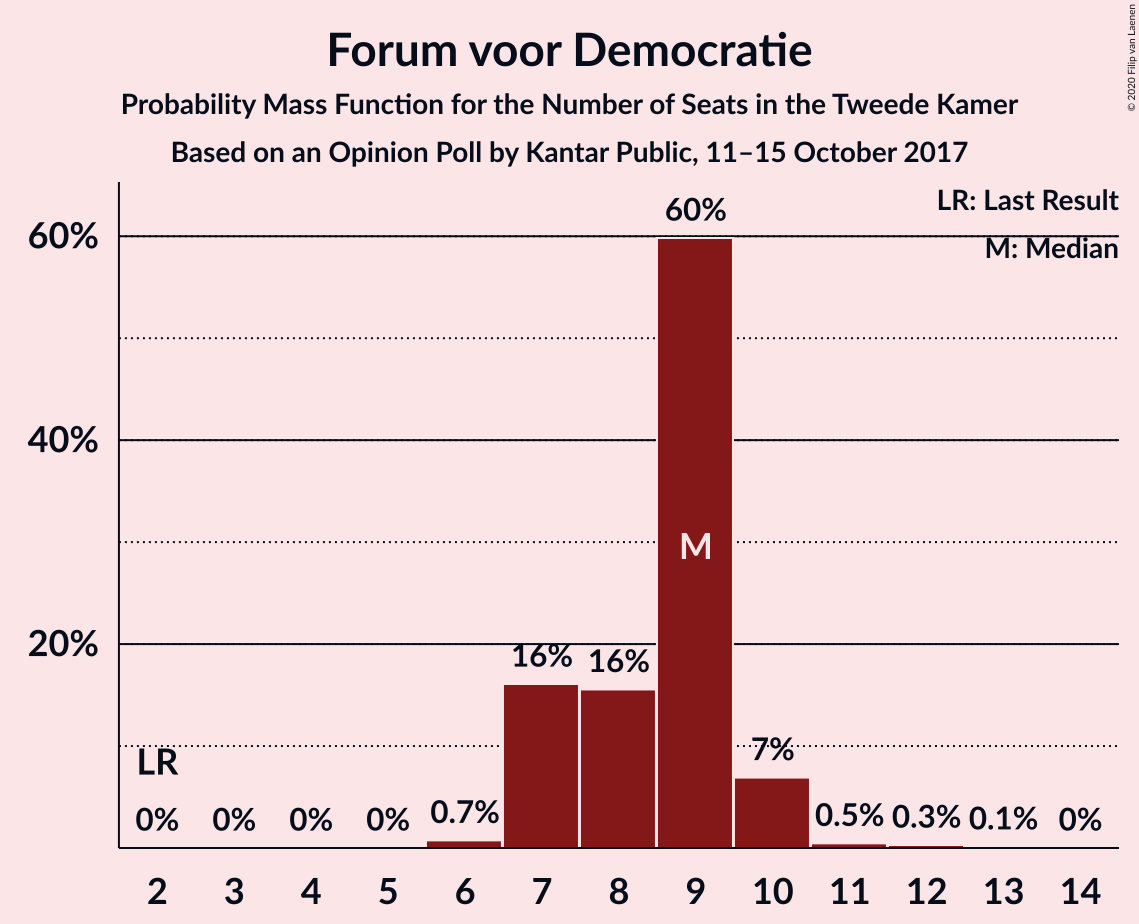 Forum voor Democratie
Probability Mass Function for the Number of Seats in the Tweede Kamer
Based on an Opinion Poll by Kantar Public, 11–15 October 2017
© 2020 Filip van Laenen
LR: Last Result
M: Median
60%
40%
20%
LR
0%
0%
0%
0%
0.7%
16%
16%
60%
M
7%
0.5%
0.3%
0.1%
0%
2 3 4 5 6 7 8 9 10 11 12 13 14